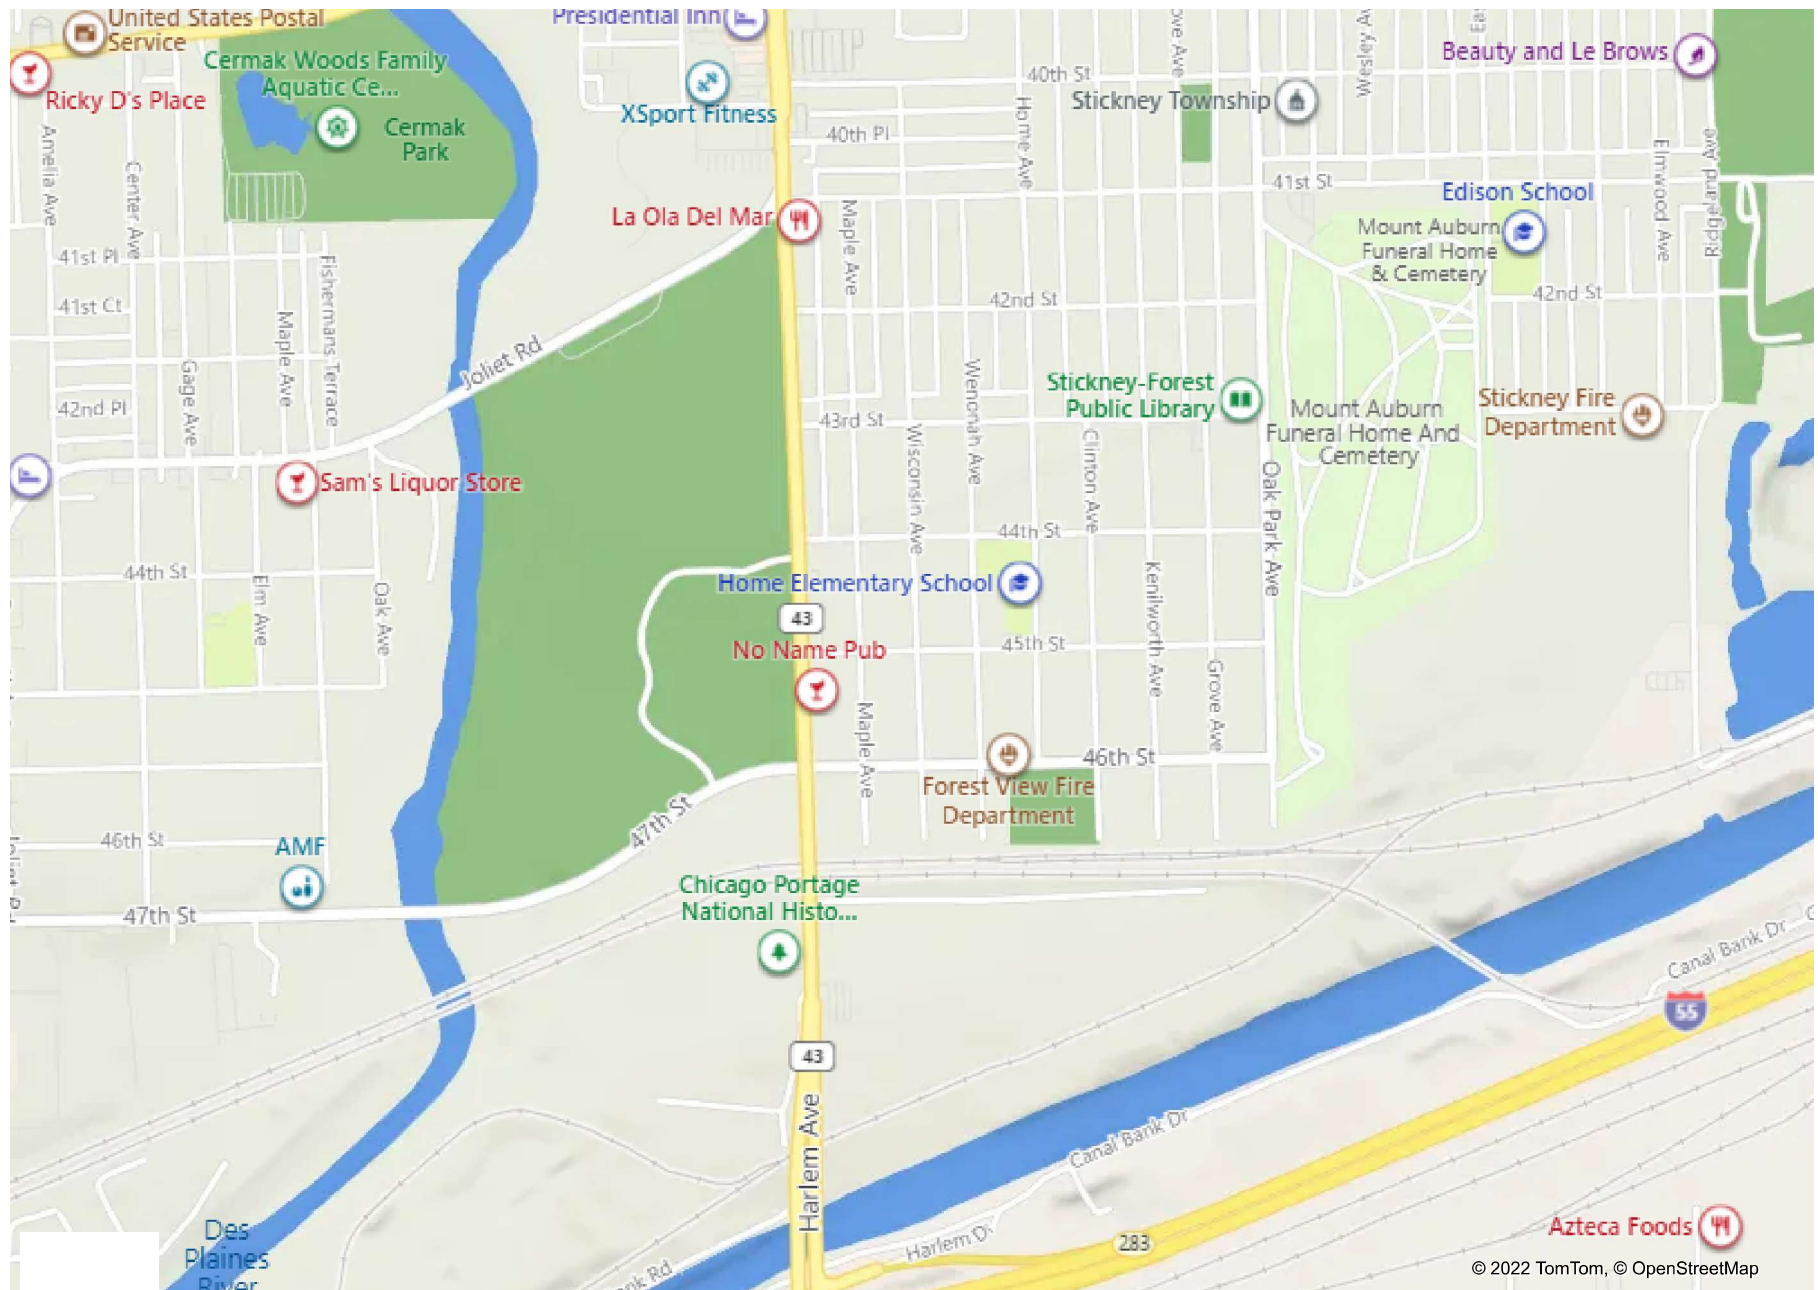 United States Postal
Service
Presidential Inn
Cermak Woods Family
Aquatic Ce...
Ricky D's Place
Cermak
Park
XSport Fitness
40th St
Stickney Township
Beauty and Le Brows
Wesley Av
ove Ave
Home Ave
Amelia Ave
Center Ave
40th Pl
41st St
Edison School
Elmwood Ave
Ridgeland Ave
La Ola Del Mar
Maple Ave
Mount Auburn
Funeral Home
& Cemetery
41st Pl
41st Ct
Fishermans Terrace
Maple Ave
Gage Ave
42nd St
42nd St
Joliet Rd
42nd Pl
Wenonah Ave
Stickney-Forest
Public Library
Mount Auburn
Funeral Home And
Cemetery
Stickney Fire
Department
43rd St
Wisconsin Ave
Clinton Ave
Oak Park Ave
Sam's Liquor Store
44th St
44th St
Elm Ave
Oak Ave
Home Elementary School
Kenilworth Ave
43
45th St
No Name Pub
Grove Ave
Maple Ave
46th St
Forest View Fire
Department
47th St
46th St
AMF
47th St
Chicago Portage
National Histo...
Canal Bank Dr
55
43
Harlem Ave
Canal Bank Dr
Des
Plaines
River
Harlem D
283
Azteca Foods
nk Rd
© 2022 TomTom, © OpenStreetMap